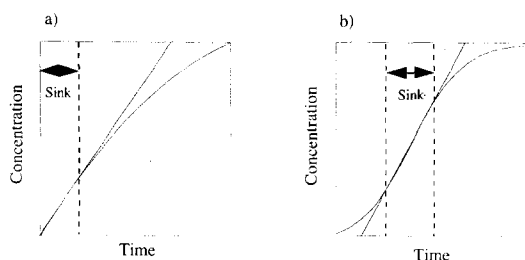 a)
Sink
Concentration
Time
b)
Sink
Concentration
Time